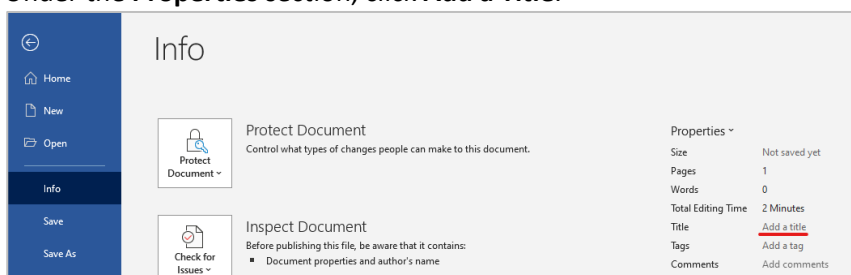 Under the Properties section, click Add a Title.
Info
Home
New
Open
Info
Save
Save As
Protect Document
Control what types of changes people can make to this document.
Protect
Document
Inspect Document
Before publishing this file, be aware that it contains:
Document properties and author's name
Check for
Issues
Properties
Size Not saved yet
Pages 1
Words 0
Total Editing Time 2 Minutes
Title Add a title
Tags Add a tag
Comments Add comments